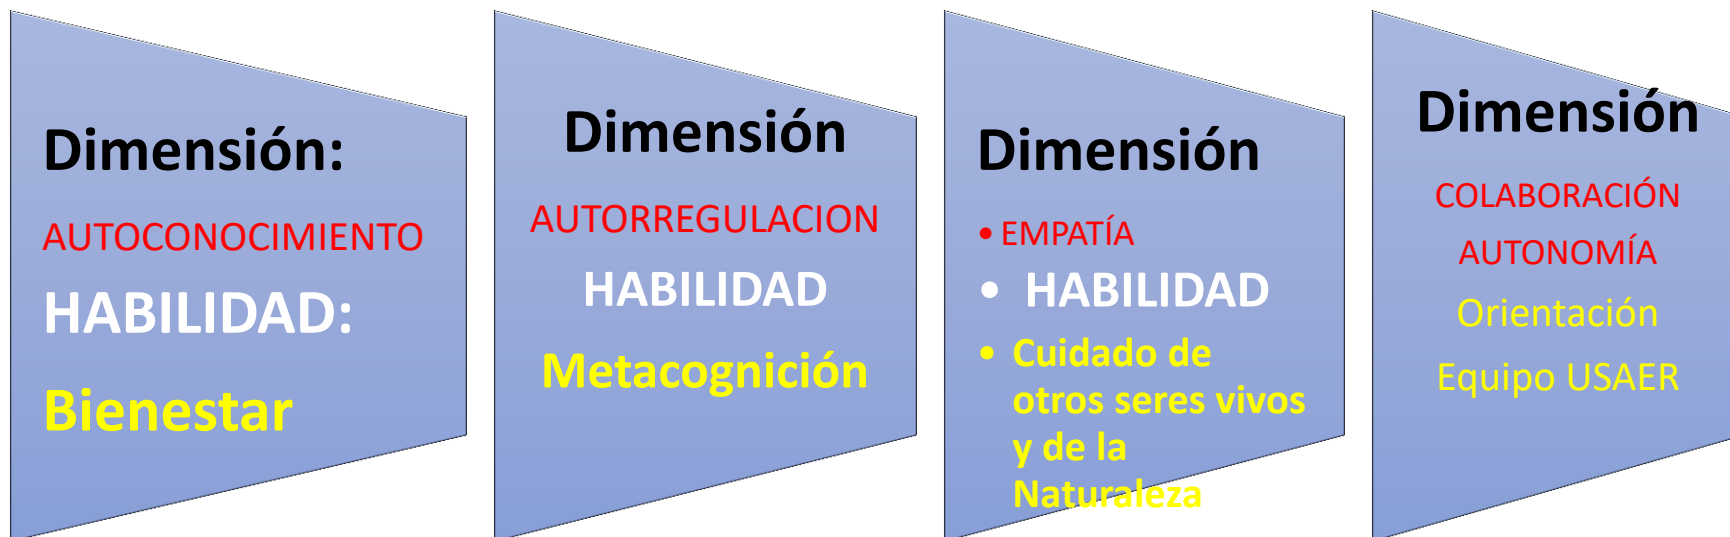 Dimensión:
AUTOCONOCIMIENTO
HABILIDAD:
Bienestar
Dimensión
AUTORREGULACION
HABILIDAD
Metacognición
Dimensión
• EMPATÍA
• HABILIDAD
• Cuidado de
otros seres vivos
y de la
Naturaleza
Dimensión
COLABORACIÓN
AUTONOMÍA
Orientación
Equipo USAER